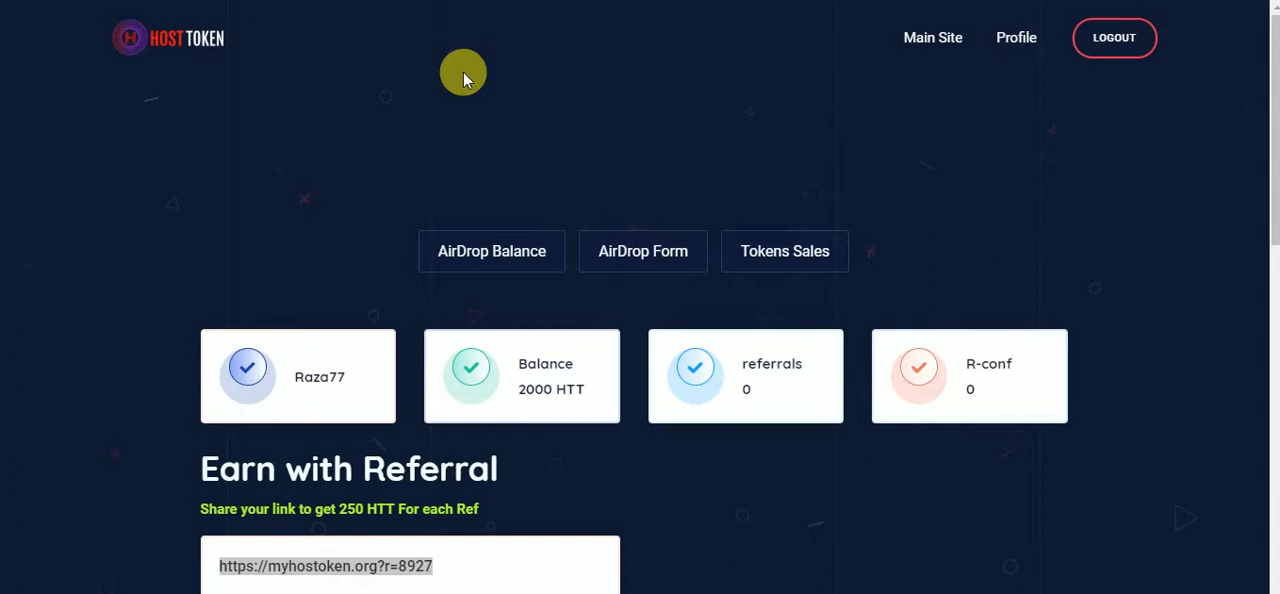 HOST TOKEN
Main Site
Profile
LOGOUT
AirDrop Balance
AirDrop Form
Tokens Sales
Raza77
Balance
2000 HTT
referrals
0
R-conf
0
Earn with Referral
Share your link to get 250 HTT For each Ref
https://myhostoken.org?r=8927